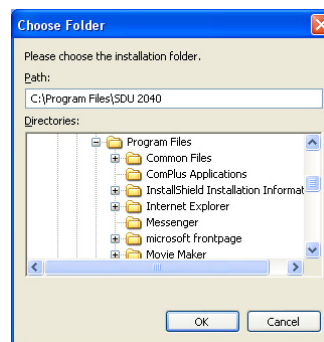 Choose Folder
Please choose the installation folder.
Path:
C:\Program Files\SDU 2040
Directories:
Program Files
Common Files
ComPlus Applications
InstallShield Installation Informat
Internet Explorer
Messenger
microsoft frontpage
Movie Maker
OK Cancel